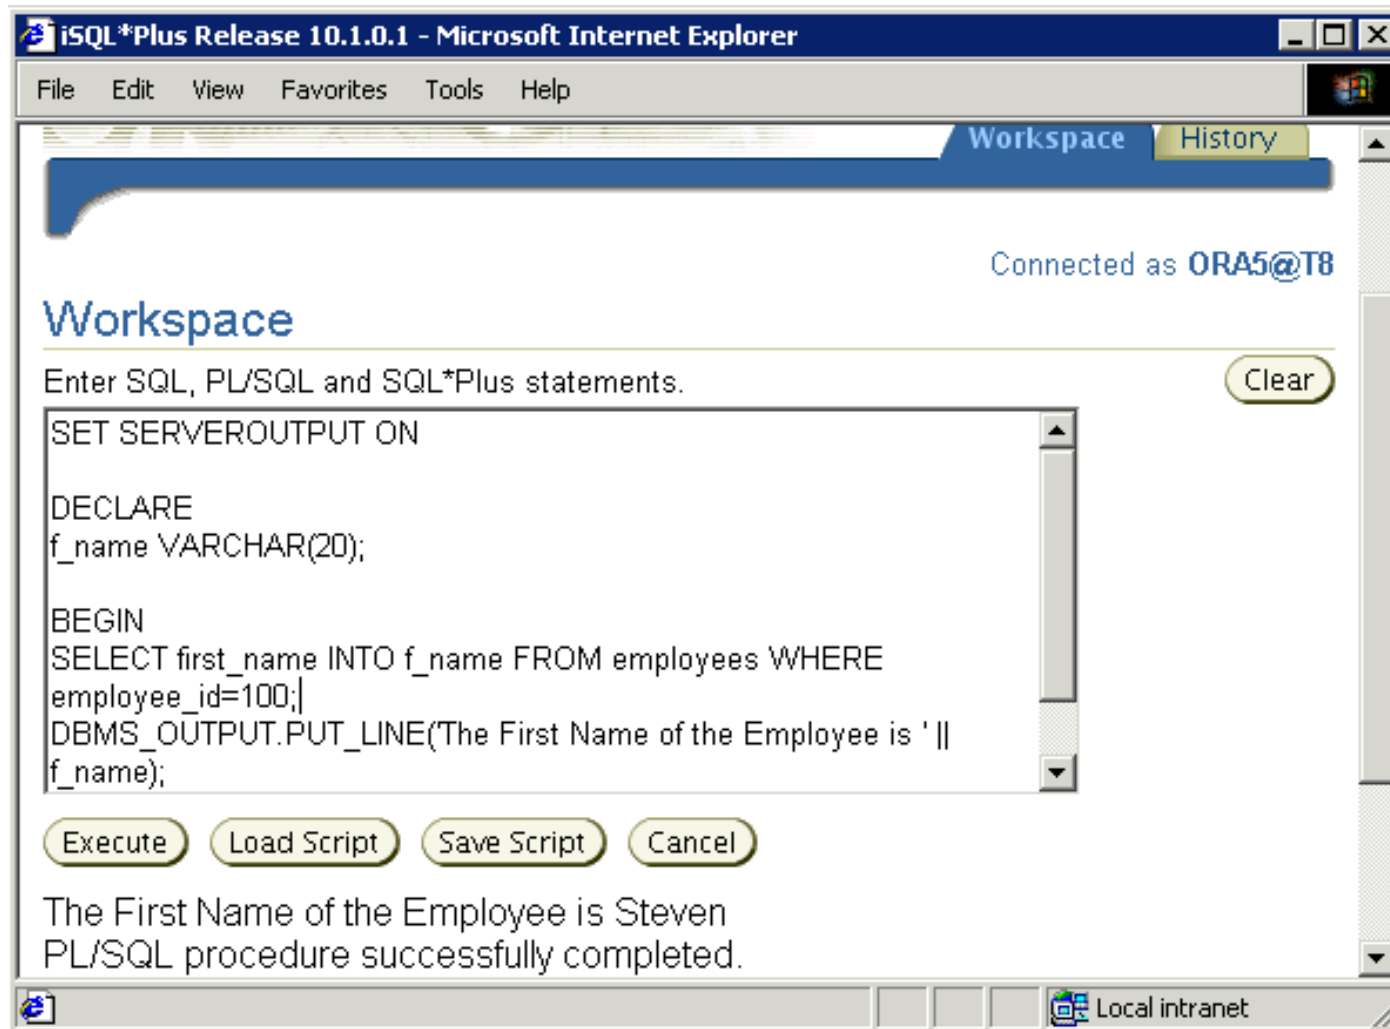 iSQL*Plus Release 10.1.0.1 - Microsoft Internet Explorer
File Edit View Favorites Tools Help
Workspace History
Connected as ORA5@T8
Workspace
Enter SQL, PL/SQL and SQL*Plus statements.
Clear
SET SERVEROUTPUT ON
DECLARE
f_name VARCHAR(20);
BEGIN
SELECT first_name INTO f_name FROM employees WHERE
employee_id=100;
DBMS_OUTPUT.PUT_LINE('The First Name of the Employee is ' ||
f_name);
Execute Load Script Save Script Cancel
The First Name of the Employee is Steven
PL/SQL procedure successfully completed.
Local intranet